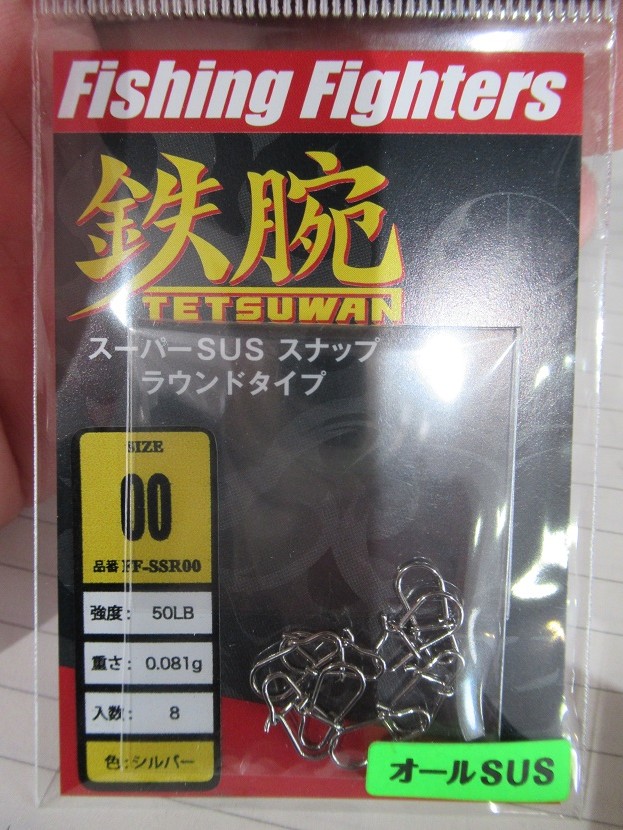 Fishing Fighters
鉄腕
TETSUWAN
スーパーSUS スナップ
ラウンドタイプ
SIZE
00
品番 FF-SSR00
強度: 50LB
重さ: 0.081g
入数: 8
色:シルバー
オールSUS